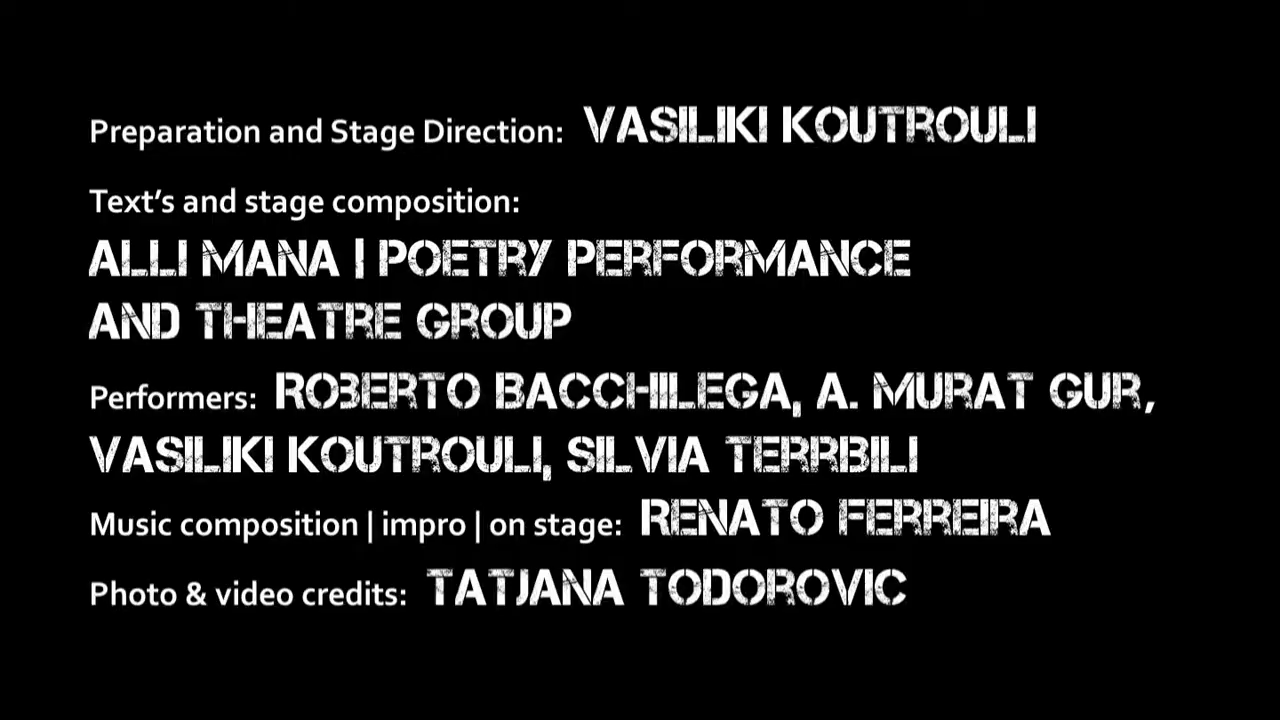 Preparation and Stage Direction: VASILIKI KOUTROULI
Text's and stage composition:
ALLI MANA | POETRY PERFORMANCE
AND THEATRE GROUP
Performers: ROBERTO BACCHILEGA, A. MURAT GUR,
VASILIKI KOUTROULI, SILVIA TERRBILI
Music composition | impro | on stage: RENATO FERREIRA
Photo & video credits: TATJANA TODOROVIC